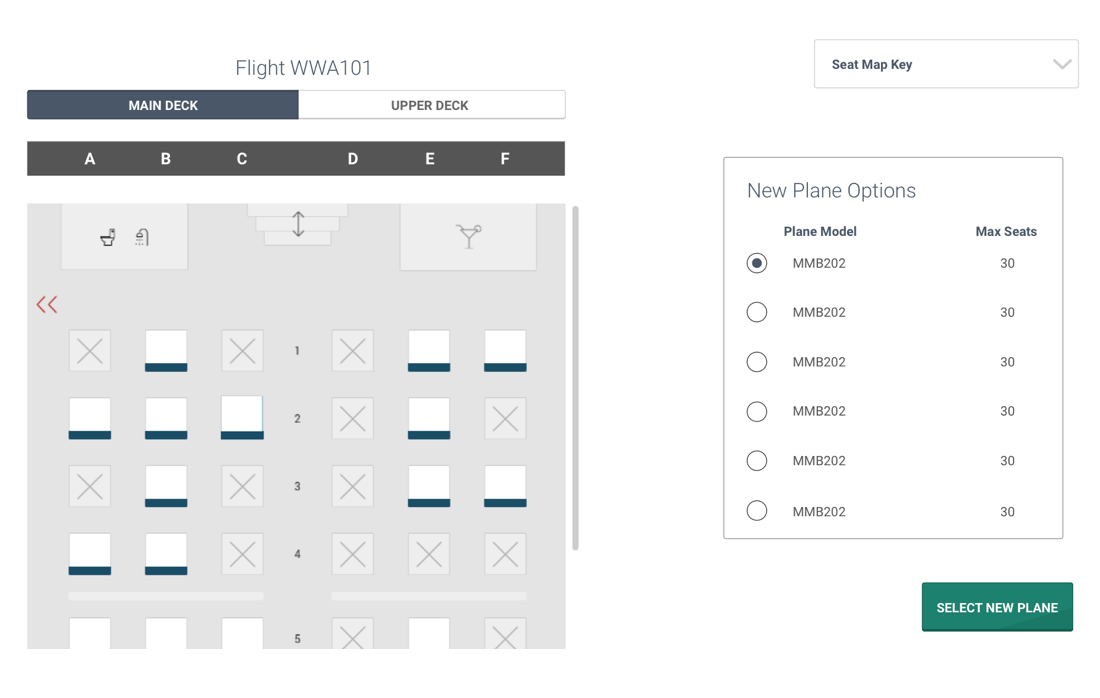 Flight WWA101
MAIN DECK UPPER DECK
A B C D E F
1
2
3
4
5
Seat Map Key
New Plane Options
Plane Model Max Seats
MMB202 30
MMB202 30
MMB202 30
MMB202 30
MMB202 30
MMB202 30
SELECT NEW PLANE